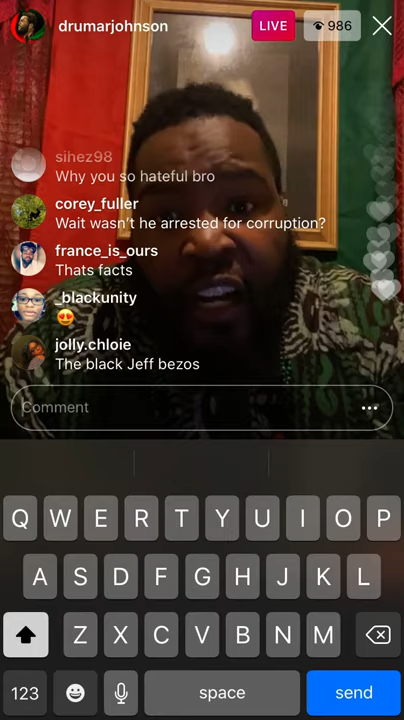 drumarjohnson
LIVE
986
sihez98
Why you so hateful bro
corey_fuller
Wait wasn't he arrested for corruption?
france_is_ours
Thats facts
_blackunity
😍
jolly.chloie
The black Jeff bezos
Comment
Q W E R T Y U I O P
A S D F G H J K L
Z X C V B N M
123
space
send